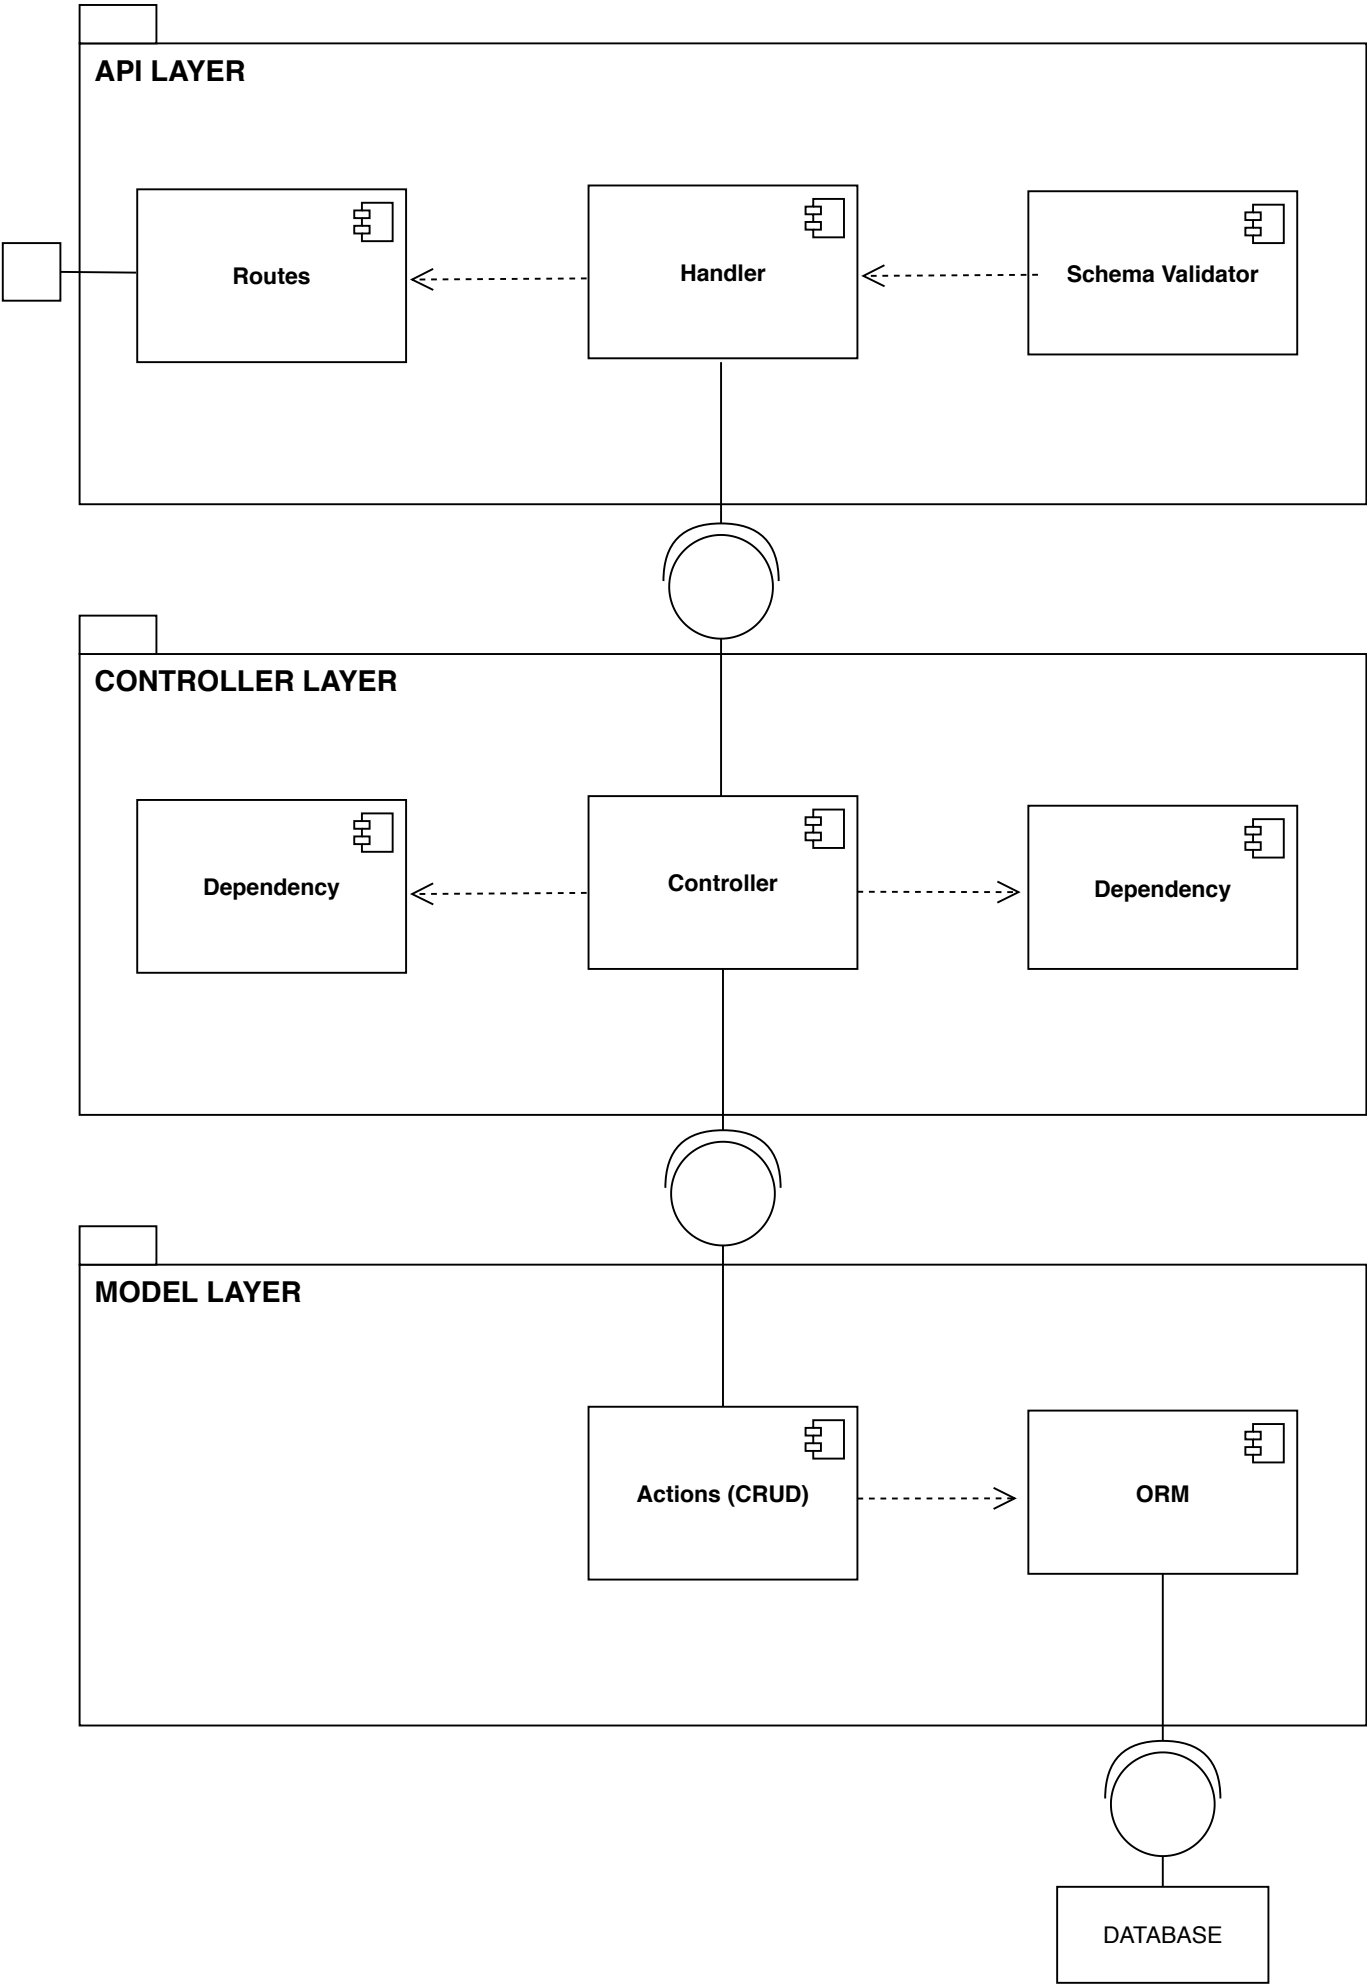 API LAYER
Routes
Handler
Schema Validator
CONTROLLER LAYER
Dependency
Controller
Dependency
MODEL LAYER
Actions (CRUD)
ORM
DATABASE